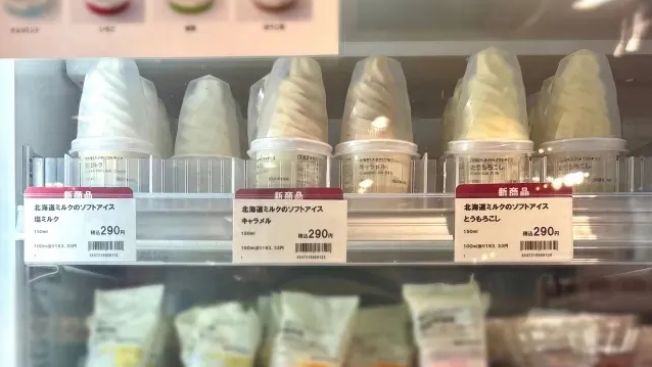 いちご
新商品
北海道ミルクのソフトアイス
塩ミルク
150ml
税込290円
新商品
北海道ミルクのソフトアイス
キャラメル
150ml
税込290円
新商品
北海道ミルクのソフトアイス
とうもろこし
150ml
税込290円